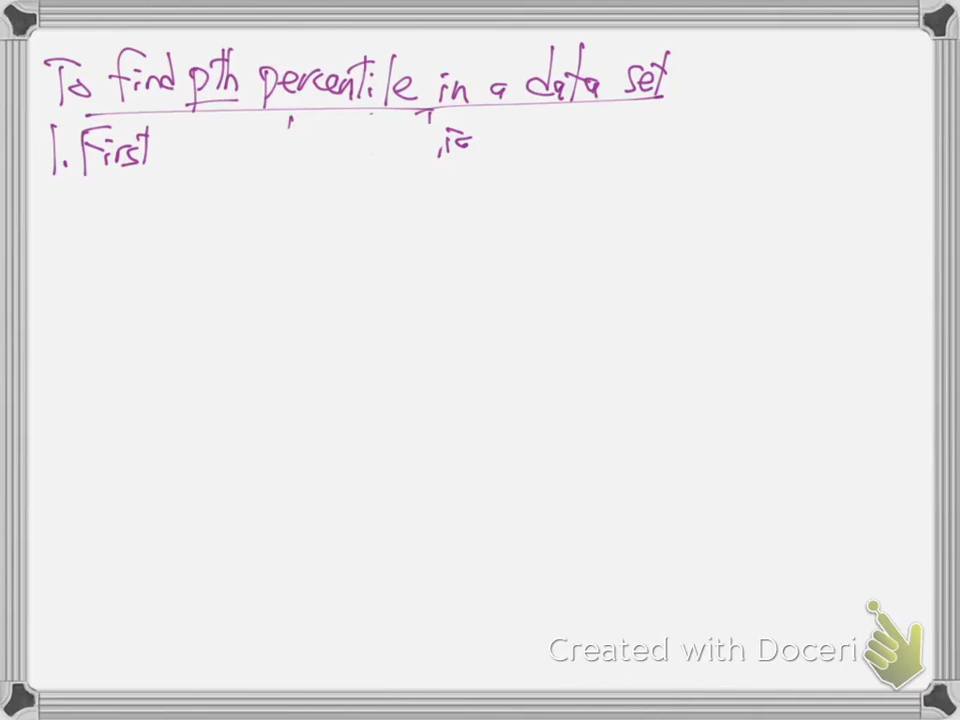 To find pth percentile in a data set
1. First
Created with Doceri